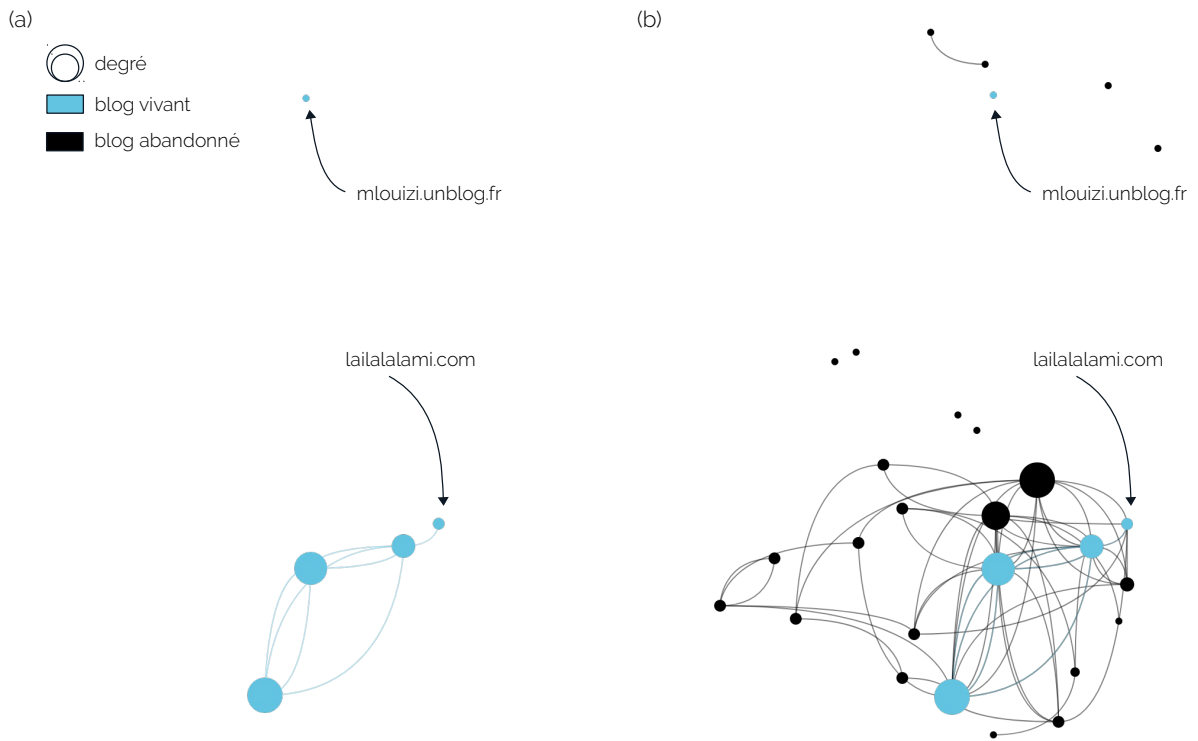 (a)
degré
blog vivant
blog abandonné
mlouizi.unblog.fr
lailalalami.com
(b)
mlouizi.unblog.fr
lailalalami.com